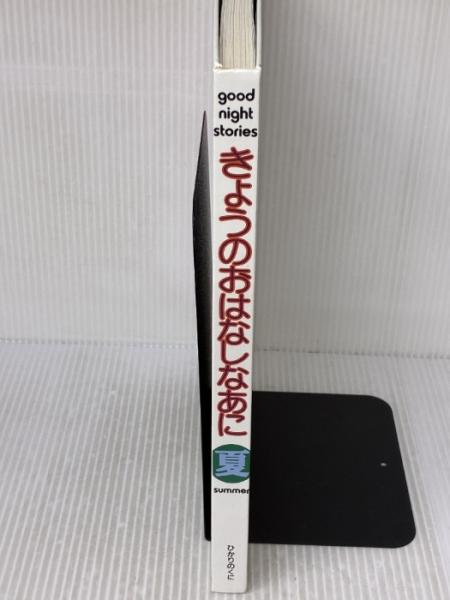 good
night
stories
きょうのおはなしなあに
夏
summer
ひかりのくに